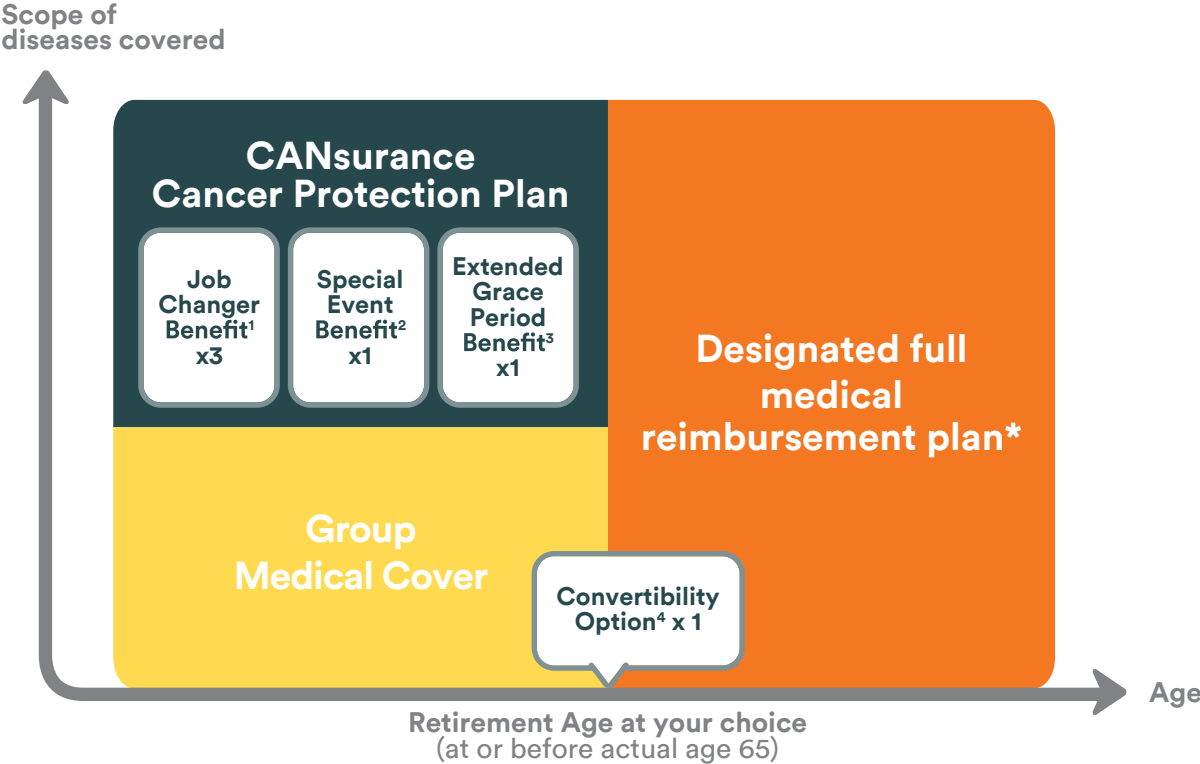 Scope of
diseases covered
CANsurance
Cancer Protection Plan
Job
Changer
Benefit¹
x3
Special
Event
Benefit²
x1
Extended
Grace
Period
Benefit³
x1
Designated full
medical
reimbursement plan*
Group
Medical Cover
Convertibility
Option⁴ x 1
Age
Retirement Age at your choice
(at or before actual age 65)